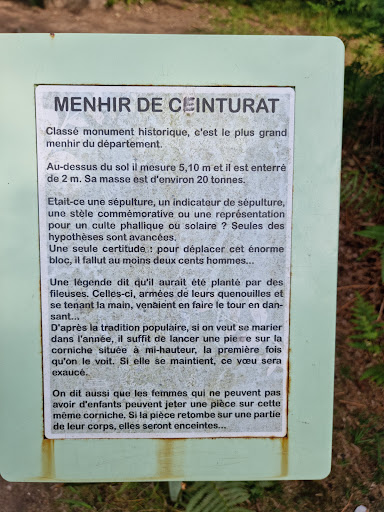 MENHIR DE CEINTURAT
Classé monument historique, c'est le plus grand
menhir du département.
Au-dessus du sol il mesure 5,10 m et il est enterré
de 2 m. Sa masse est d'environ 20 tonnes.
Etait-ce une sépulture, un indicateur de sépulture,
une stèle commémorative ou une représentation
pour un culte phallique ou solaire ? Seules des
hypothèses sont avancées.
Une seule certitude : pour déplacer cet énorme
bloc, il fallut au moins deux cents hommes...
Une légende dit qu'il aurait été planté par des
fileuses. Celles-ci, armées de leurs quenouilles et
se tenant la main, venaient en faire le tour en dan-
sant...
D'après la tradition populaire, si on veut se marier
dans l'année, il suffit de lancer une pièce sur la
corniche située à mi-hauteur, la première fois
qu'on le voit. Si elle se maintient, ce vœu sera
exaucé.
On dit aussi que les femmes qui ne peuvent pas
avoir d'enfants peuvent jeter une pièce sur cette
même corniche. Si la pièce retombe sur une partie
de leur corps, elles seront enceintes...